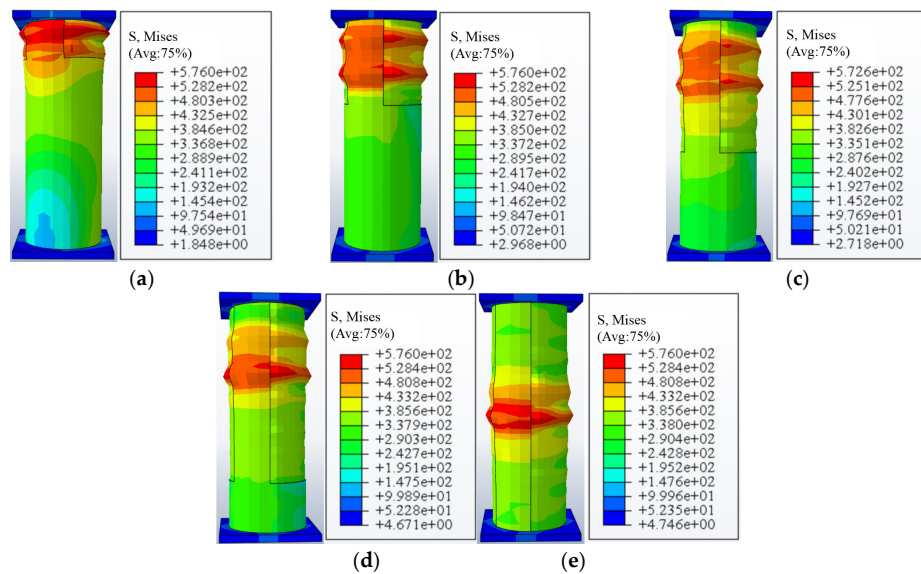 S, Mises
(Avg:75%)
+5.760e+02
+5.282e+02
+4.803e+02
+4.325e+02
+3.846e+02
+3.368e+02
+2.889e+02
+2.411e+02
+1.932e+02
+1.454e+02
+9.754e+01
+4.969e+01
+1.848e+00
(a)
S, Mises
(Avg:75%)
+5.760e+02
+5.282e+02
+4.805e+02
+4.327e+02
+3.850e+02
+3.372e+02
+2.895e+02
+2.417e+02
+1.940e+02
+1.462e+02
+9.847e+01
+5.072e+01
+2.968e+00
(b)
S, Mises
(Avg:75%)
+5.726e+02
+5.251e+02
+4.776e+02
+4.301e+02
+3.826e+02
+3.351e+02
+2.876e+02
+2.402e+02
+1.927e+02
+1.452e+02
+9.769e+01
+5.021e+01
+2.718e+00
(c)
S, Mises
(Avg:75%)
+5.760e+02
+5.284e+02
+4.808e+02
+4.332e+02
+3.856e+02
+3.379e+02
+2.903e+02
+2.427e+02
+1.951e+02
+1.475e+02
+9.989e+01
+5.228e+01
+4.671e+00
(d)
S, Mises
(Avg:75%)
+5.760e+02
+5.284e+02
+4.808e+02
+4.332e+02
+3.856e+02
+3.380e+02
+2.904e+02
+2.428e+02
+1.952e+02
+1.476e+02
+9.996e+01
+5.235e+01
+4.746e+00
(e)